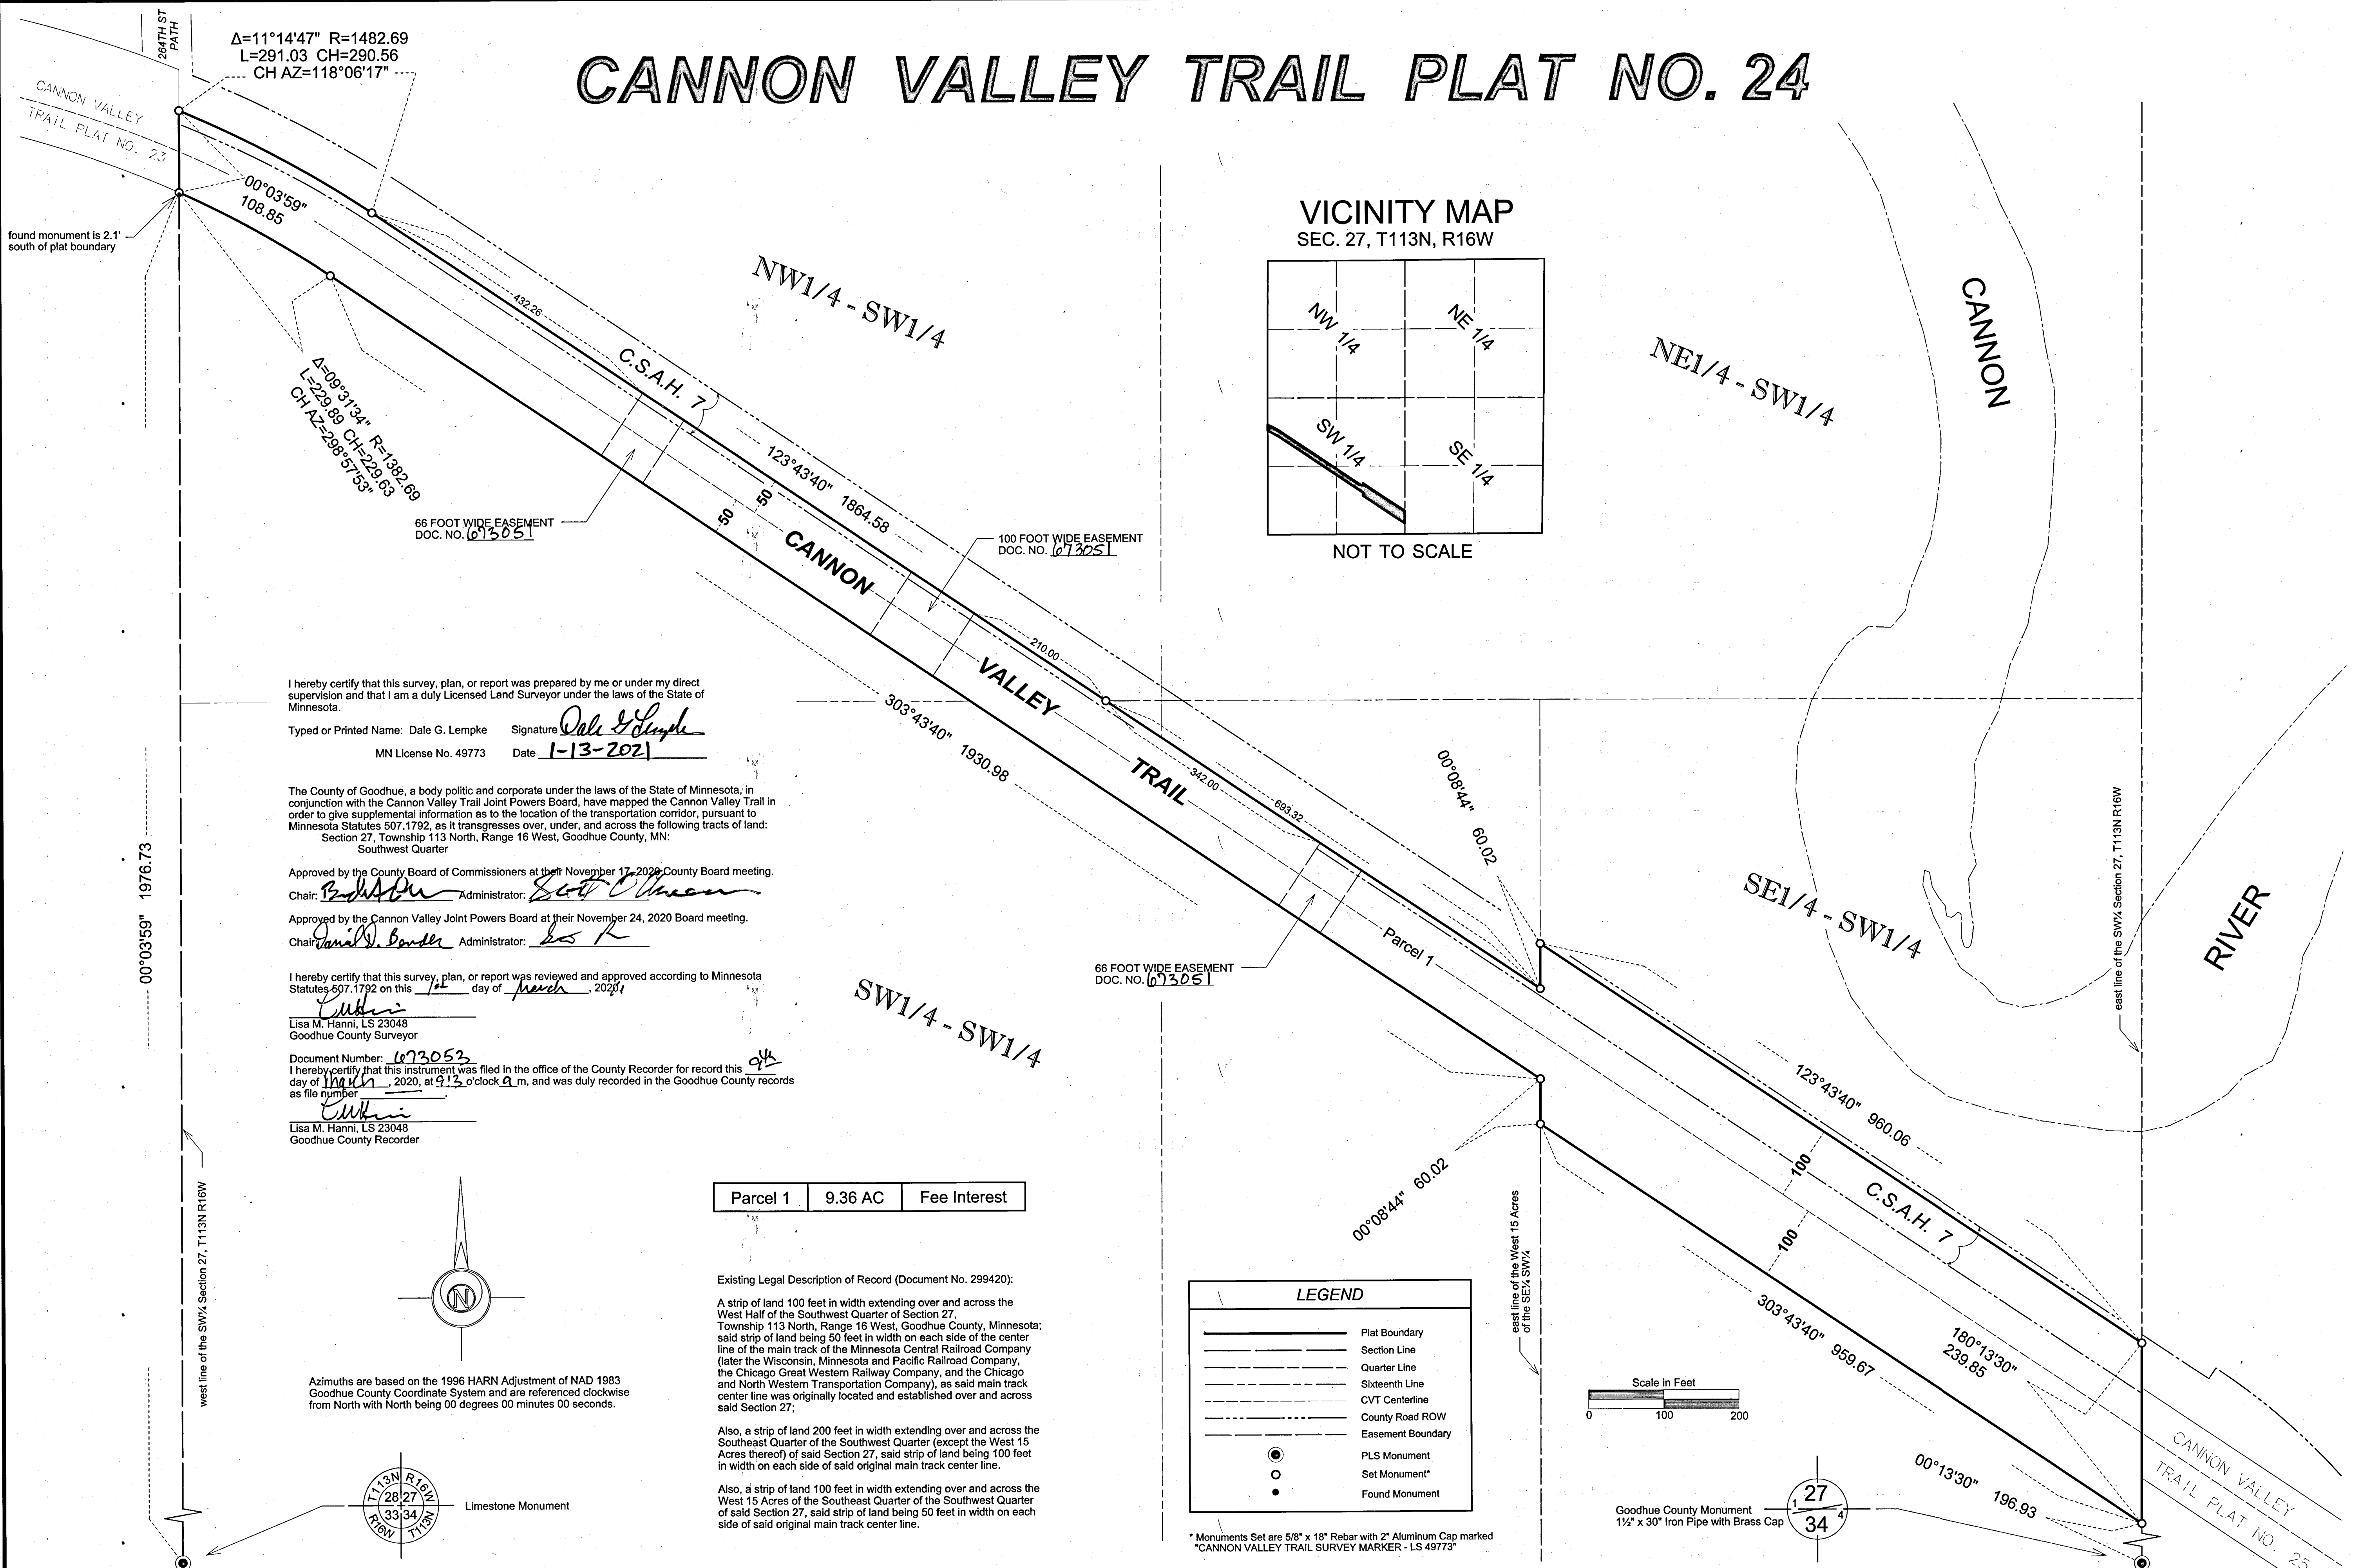 CANNON VALLEY TRAIL PLAT NO. 24
264TH ST
PATH
Δ=11°14'47" R=1482.69
L=291.03 CH=290.56
CH AZ=118°06'17"
CANNON VALLEY
TRAIL PLAT NO. 23
00°03'59"
108.85
found monument is 2.1'
south of plat boundary
432.26
NW1/4 - SW1/4
VICINITY MAP
SEC. 27, T113N, R16W
NW 1/4
NE 1/4
SW 1/4
SE 1/4
NOT TO SCALE
NE1/4 - SW1/4
CANNON
C.S.A.H. 7
Δ=09°31'34" R=1382.69
L=229.89 CH=229.63
CH AZ=298°57'53"
123°43'40" 1864.58
50
50
66 FOOT WIDE EASEMENT
DOC. NO. 673051
100 FOOT WIDE EASEMENT
DOC. NO. 673051
CANNON
VALLEY
TRAIL
210.00
303°43'40" 1930.98
342.00
693.32
00°08'44" 60.02
I hereby certify that this survey, plan, or report was prepared by me or under my direct
supervision and that I am a duly Licensed Land Surveyor under the laws of the State of
Minnesota.
Typed or Printed Name: Dale G. Lempke Signature Dale G Lempke
MN License No. 49773 Date 1-13-2021
The County of Goodhue, a body politic and corporate under the laws of the State of Minnesota, in
conjunction with the Cannon Valley Trail Joint Powers Board, have mapped the Cannon Valley Trail in
order to give supplemental information as to the location of the transportation corridor, pursuant to
Minnesota Statutes 507.1792, as it transgresses over, under, and across the following tracts of land:
Section 27, Township 113 North, Range 16 West, Goodhue County, MN:
Southwest Quarter
Approved by the County Board of Commissioners at their November 17, 2020 County Board meeting.
Chair: Administrator:
Approved by the Cannon Valley Joint Powers Board at their November 24, 2020 Board meeting.
Chair: Administrator:
I hereby certify that this survey, plan, or report was reviewed and approved according to Minnesota
Statutes 507.1792 on this 1st day of March, 2021
Lisa M. Hanni, LS 23048
Goodhue County Surveyor
Document Number: 673053
I hereby certify that this instrument was filed in the office of the County Recorder for record this 9th
day of March, 2020, at 9:13 o'clock a m, and was duly recorded in the Goodhue County records
as file number
Lisa M. Hanni, LS 23048
Goodhue County Recorder
00°03'59" 1976.73
west line of the SW¼ Section 27, T113N R16W
SW1/4 - SW1/4
66 FOOT WIDE EASEMENT
DOC. NO. 673051
Parcel 1
SE1/4 - SW1/4
RIVER
east line of the SW¼ Section 27, T113N R16W
123°43'40" 960.06
00°08'44" 60.02
east line of the West 15 Acres
of the SE¼ SW¼
100
100
C.S.A.H. 7
303°43'40" 959.67
180°13'30"
239.85
00°13'30" 196.93
CANNON VALLEY
TRAIL PLAT NO. 25
Parcel 1 9.36 AC Fee Interest
N
Azimuths are based on the 1996 HARN Adjustment of NAD 1983
Goodhue County Coordinate System and are referenced clockwise
from North with North being 00 degrees 00 minutes 00 seconds.
T113N R16W
28 27
33 34
R16W T113N
Limestone Monument
Existing Legal Description of Record (Document No. 299420):
A strip of land 100 feet in width extending over and across the
West Half of the Southwest Quarter of Section 27,
Township 113 North, Range 16 West, Goodhue County, Minnesota;
said strip of land being 50 feet in width on each side of the center
line of the main track of the Minnesota Central Railroad Company
(later the Wisconsin, Minnesota and Pacific Railroad Company,
the Chicago Great Western Railway Company, and the Chicago
and North Western Transportation Company), as said main track
center line was originally located and established over and across
said Section 27;
Also, a strip of land 200 feet in width extending over and across the
Southeast Quarter of the Southwest Quarter (except the West 15
Acres thereof) of said Section 27, said strip of land being 100 feet
in width on each side of said original main track center line.
Also, a strip of land 100 feet in width extending over and across the
West 15 Acres of the Southeast Quarter of the Southwest Quarter
of said Section 27, said strip of land being 50 feet in width on each
side of said original main track center line.
LEGEND
Plat Boundary
Section Line
Quarter Line
Sixteenth Line
CVT Centerline
County Road ROW
Easement Boundary
PLS Monument
Set Monument*
Found Monument
* Monuments Set are 5/8" x 18" Rebar with 2" Aluminum Cap marked
"CANNON VALLEY TRAIL SURVEY MARKER - LS 49773"
Scale in Feet
0 100 200
Goodhue County Monument
1½" x 30" Iron Pipe with Brass Cap
27
1 4
34